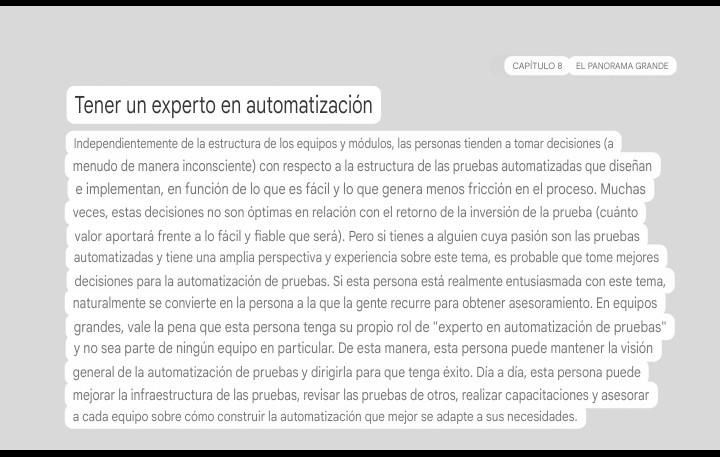 CAPÍTULO 8 EL PANORAMA GRANDE
Tener un experto en automatización
Independientemente de la estructura de los equipos y módulos, las personas tienden a tomar decisiones (a
menudo de manera inconsciente) con respecto a la estructura de las pruebas automatizadas que diseñan
e implementan, en función de lo que es fácil y lo que genera menos fricción en el proceso. Muchas
veces, estas decisiones no son óptimas en relación con el retorno de la inversión de la prueba (cuánto
valor aportará frente a lo fácil y fiable que será). Pero si tienes a alguien cuya pasión son las pruebas
automatizadas y tiene una amplia perspectiva y experiencia sobre este tema, es probable que tome mejores
decisiones para la automatización de pruebas. Si esta persona está realmente entusiasmada con este tema,
naturalmente se convierte en la persona a la que la gente recurre para obtener asesoramiento. En equipos
grandes, vale la pena que esta persona tenga su propio rol de "experto en automatización de pruebas"
y no sea parte de ningún equipo en particular. De esta manera, esta persona puede mantener la visión
general de la automatización de pruebas y dirigirla para que tenga éxito. Día a día, esta persona puede
mejorar la infraestructura de las pruebas, revisar las pruebas de otros, realizar capacitaciones y asesorar
a cada equipo sobre cómo construir la automatización que mejor se adapte a sus necesidades.